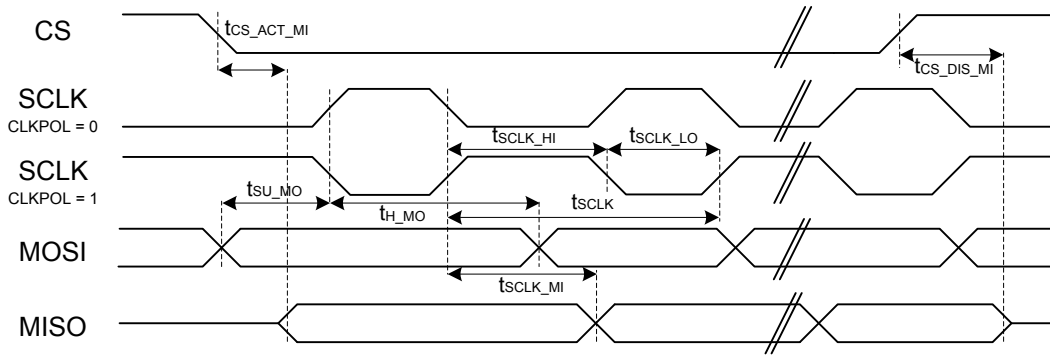 CS
tCS_ACT_MI
tCS_DIS_MI
SCLK
CLKPOL = 0
tSCLK_HI
tSCLK_LO
SCLK
CLKPOL = 1
tSU_MO
tH_MO
tSCLK
MOSI
tSCLK_MI
MISO